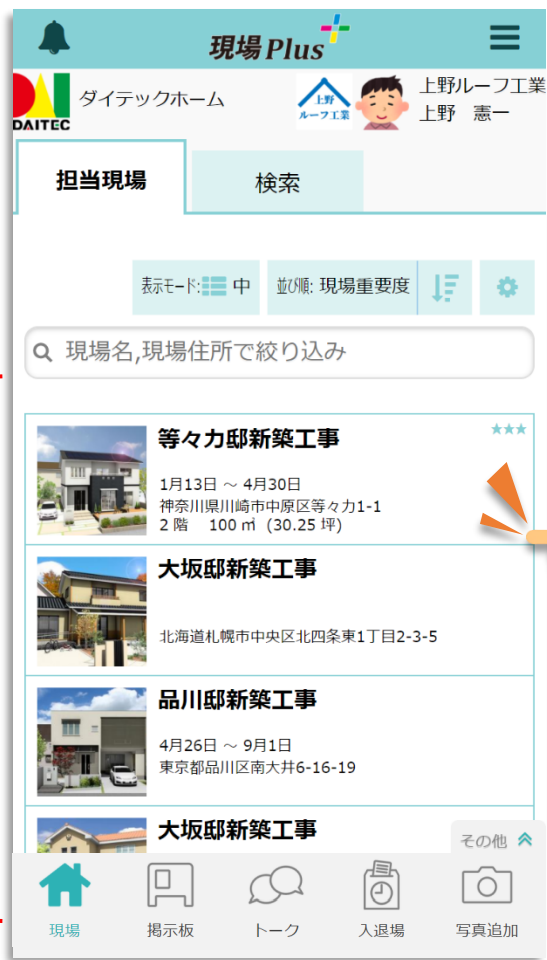 現場Plus
DAITEC ダイテックホーム
上野
ルーフ工業
上野ルーフ工業
上野 憲一
担当現場 検索
表示モード: 中 並び順: 現場重要度
現場名,現場住所で絞り込み
等々力邸新築工事 ★★★
1月13日 ～ 4月30日
神奈川県川崎市中原区等々力1-1
2 階 100 ㎡ (30.25 坪)
大坂邸新築工事
北海道札幌市中央区北四条東1丁目2-3-5
品川邸新築工事
4月26日 ～ 9月1日
東京都品川区南大井6-16-19
大坂邸新築工事
その他
現場 掲示板 トーク 入退場 写真追加